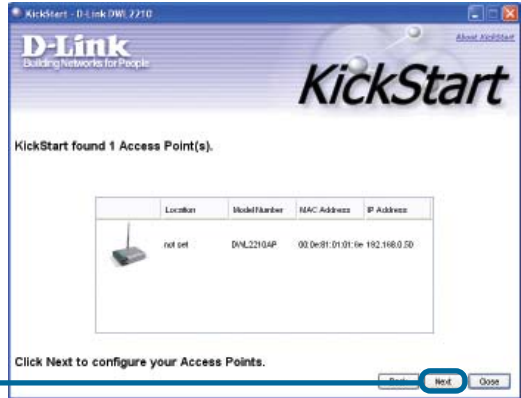 KickStart - D-Link DWL2210
D-Link
Building Networks for People
About KickStart
KickStart
KickStart found 1 Access Point(s).
Location Model Number MAC Address IP Address
not set DWL2210AP 00:0e:81:01:01:0e 192.168.0.50
Click Next to configure your Access Points.
Back Next Close